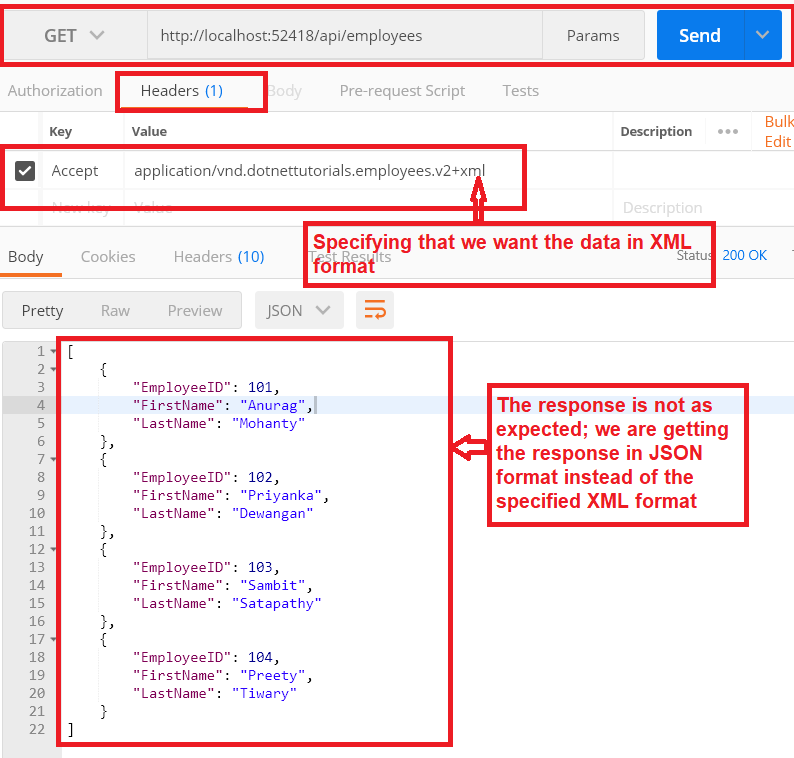 GET http://localhost:52418/api/employees Params Send
Authorization Headers (1) Body Pre-request Script Tests
Key Value Description ••• Bulk Edit
Accept application/vnd.dotnettutorials.employees.v2+xml
New key Value Description
Specifying that we want the data in XML
format
Body Cookies Headers (10) Test Results Status 200 OK
Pretty Raw Preview JSON
1 [
2 {
3 "EmployeeID": 101,
4 "FirstName": "Anurag",
5 "LastName": "Mohanty"
6 },
7 {
8 "EmployeeID": 102,
9 "FirstName": "Priyanka",
10 "LastName": "Dewangan"
11 },
12 {
13 "EmployeeID": 103,
14 "FirstName": "Sambit",
15 "LastName": "Satapathy"
16 },
17 {
18 "EmployeeID": 104,
19 "FirstName": "Preety",
20 "LastName": "Tiwary"
21 }
22 ]
The response is not as
expected; we are getting
the response in JSON
format instead of the
specified XML format